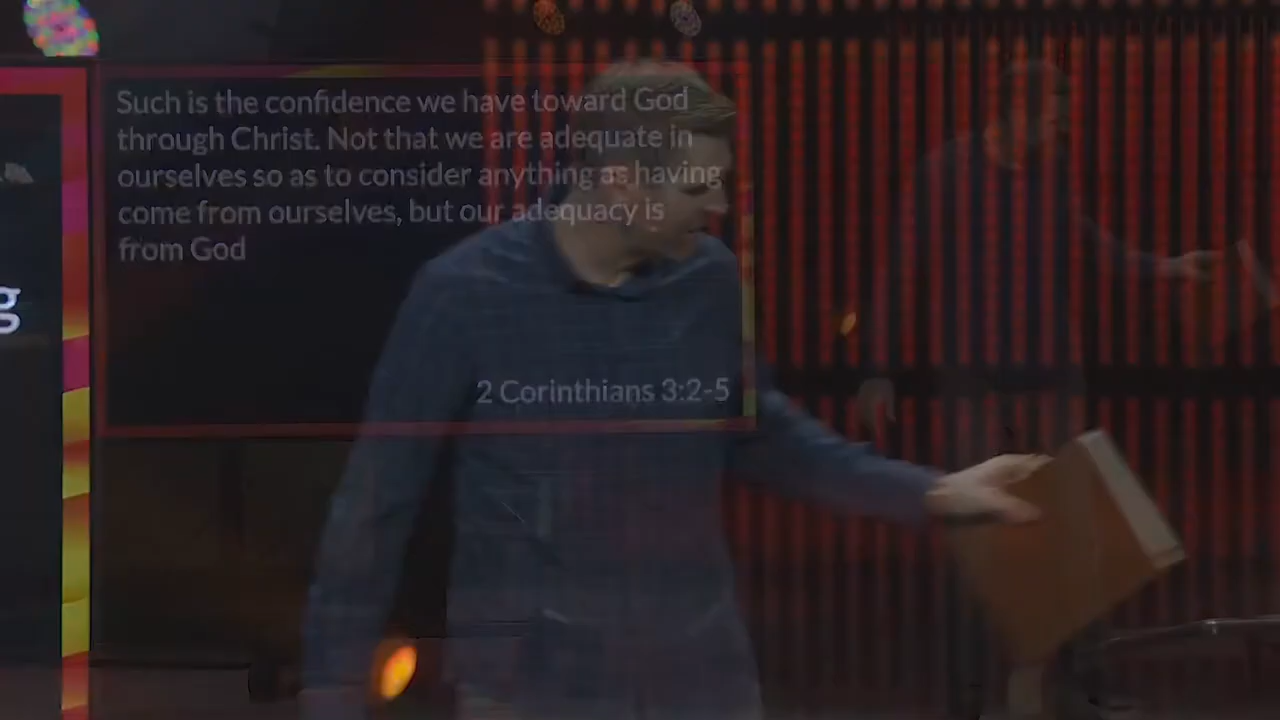 Such is the confidence we have toward God
through Christ. Not that we are adequate in
ourselves so as to consider anything as having
come from ourselves, but our adequacy is
from God
2 Corinthians 3:2-5
g